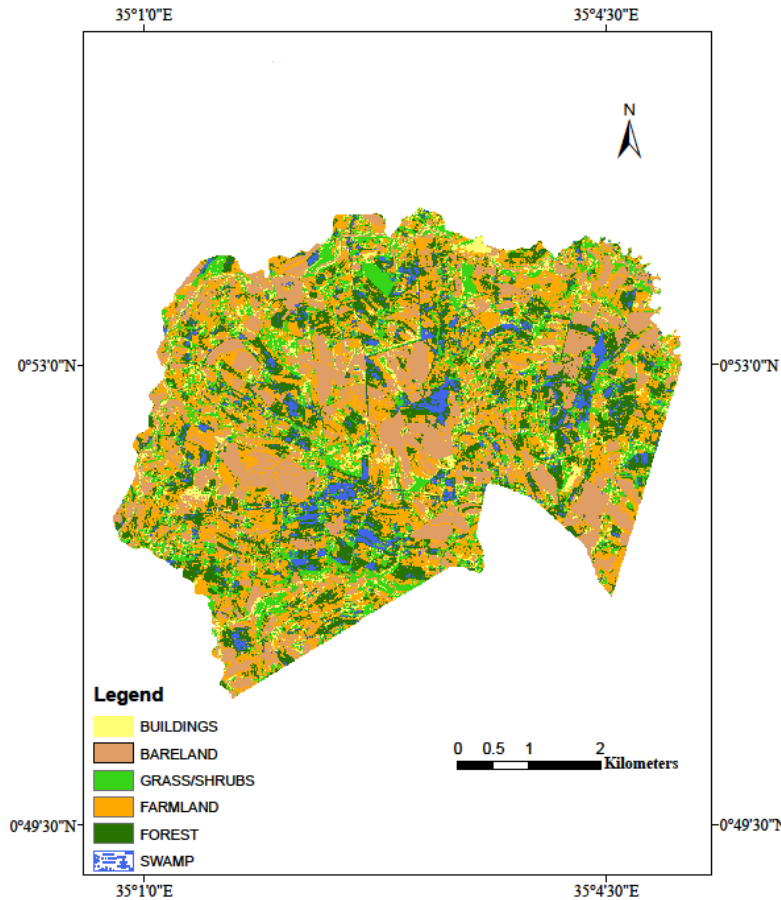 35°1'0"E 35°4'30"E
N
0°53'0"N 0°53'0"N
Legend
BUILDINGS
BARELAND
GRASS/SHRUBS
FARMLAND
FOREST
SWAMP
0 0.5 1 2
Kilometers
0°49'30"N 0°49'30"N
35°1'0"E 35°4'30"E